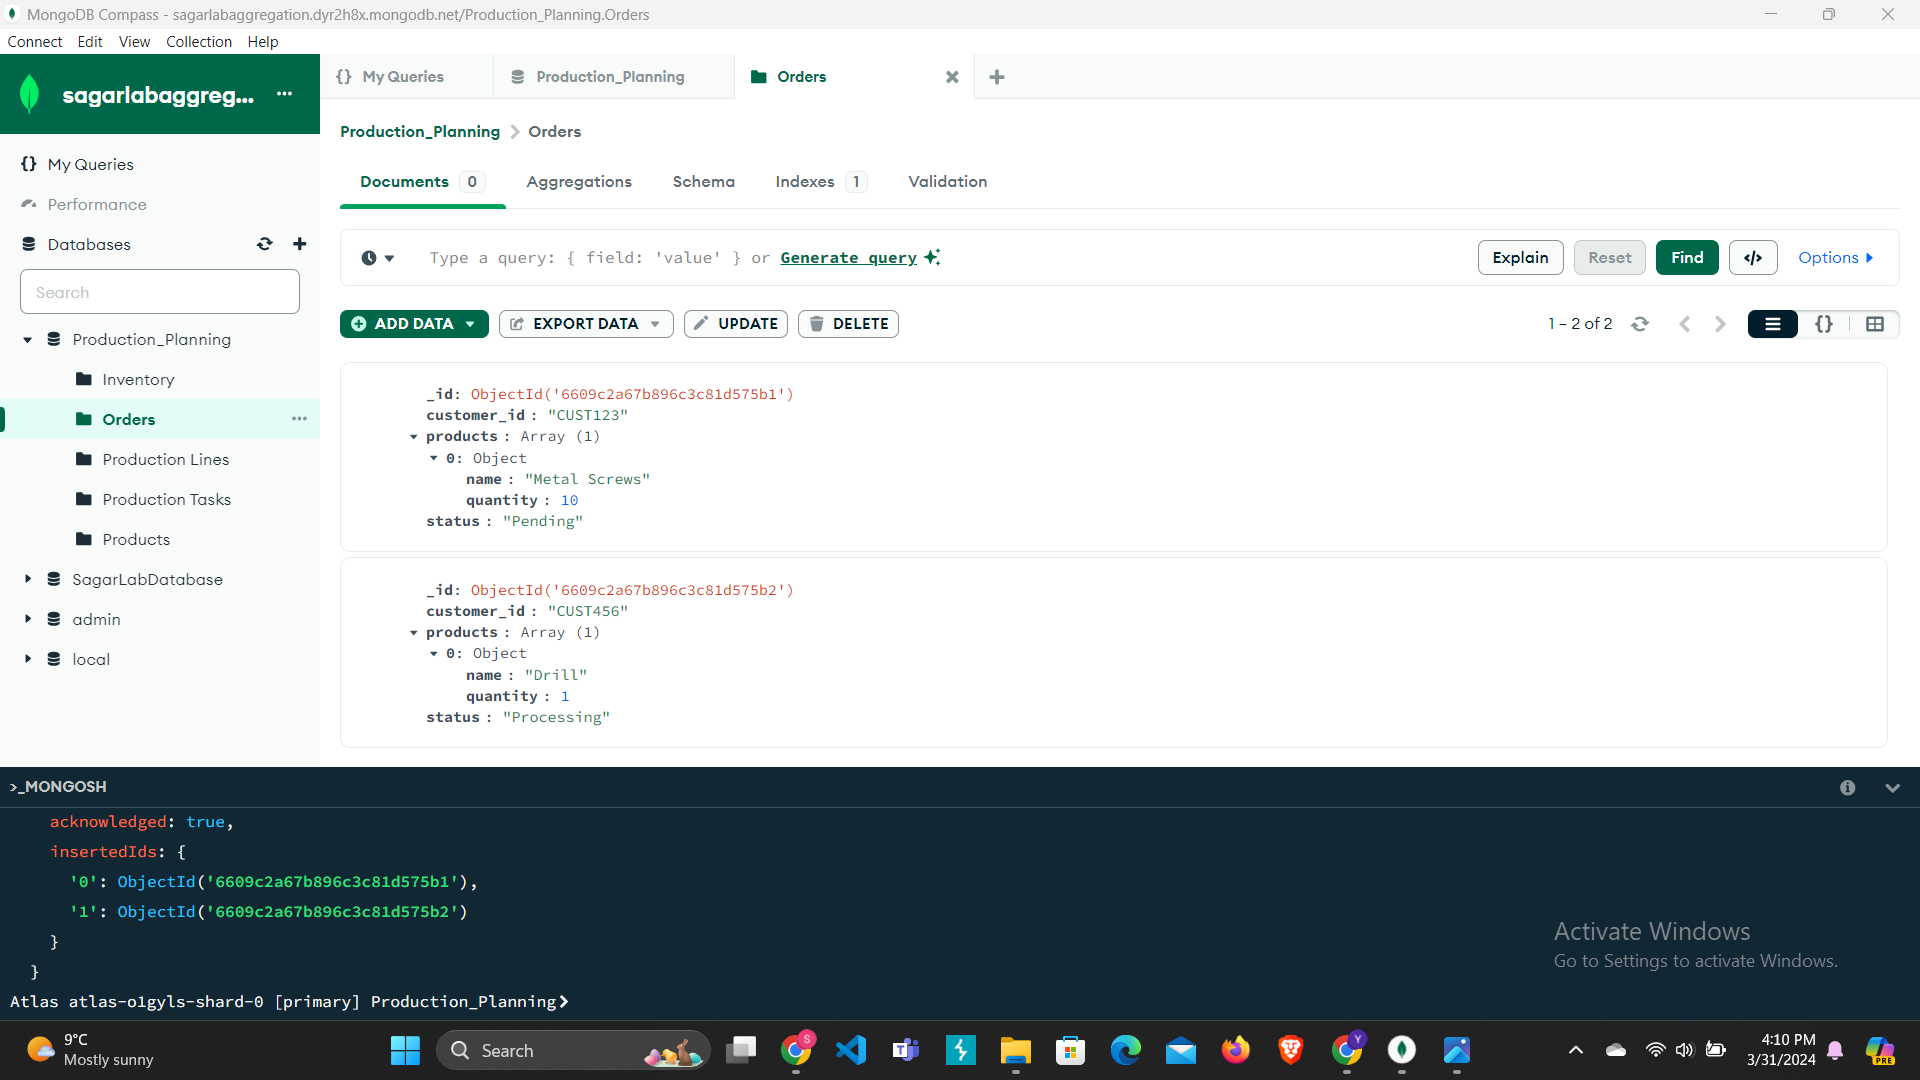 MongoDB Compass - sagarlabaggregation.dyr2h8x.mongodb.net/Production_Planning.Orders
Connect Edit View Collection Help
sagarlabaggreg... ...
My Queries
Performance
Databases
Search
Production_Planning
Inventory
Orders ...
Production Lines
Production Tasks
Products
SagarLabDatabase
admin
local
{} My Queries
Production_Planning
Orders
Production_Planning > Orders
Documents 0 Aggregations Schema Indexes 1 Validation
Type a query: { field: 'value' } or Generate query
Explain Reset Find </> Options
ADD DATA EXPORT DATA UPDATE DELETE
1 – 2 of 2
{}
_id: ObjectId('6609c2a67b896c3c81d575b1')
customer_id : "CUST123"
products : Array (1)
0: Object
name : "Metal Screws"
quantity : 10
status : "Pending"
_id: ObjectId('6609c2a67b896c3c81d575b2')
customer_id : "CUST456"
products : Array (1)
0: Object
name : "Drill"
quantity : 1
status : "Processing"
>_MONGOSH
acknowledged: true,
insertedIds: {
'0': ObjectId('6609c2a67b896c3c81d575b1'),
'1': ObjectId('6609c2a67b896c3c81d575b2')
}
}
Atlas atlas-o1gyls-shard-0 [primary] Production_Planning>
Activate Windows
Go to Settings to activate Windows.
9°C
Mostly sunny
Search
S
Y
4:10 PM
3/31/2024
PRE